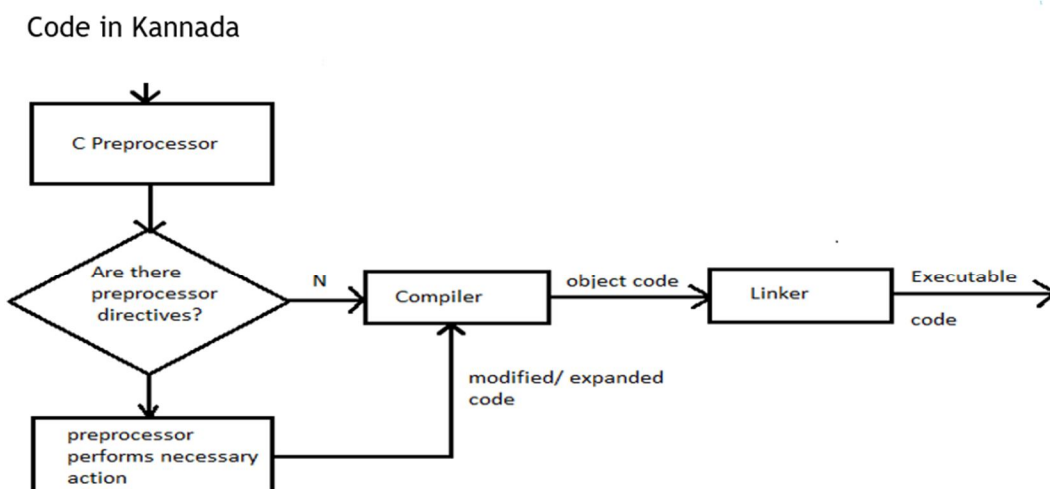 Code in Kannada
C Preprocessor
Are there
preprocessor
directives?
N
Compiler
object code
Linker
Executable
code
modified/ expanded
code
preprocessor
performs necessary
action